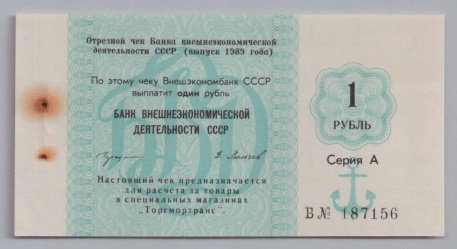 Отрезной чек Банка внешнеэкономической
деятельности СССР (выпуск 1989 года)
По этому чеку Внешэкономбанк СССР
выплатит один рубль
БАНК ВНЕШНЕЭКОНОМИЧЕСКОЙ
ДЕЯТЕЛЬНОСТИ СССР
Настоящий чек предназначается
для расчета за товары
в специальных магазинах
„Торгмортранс".
1
РУБЛЬ
Серия А
Б № 187156